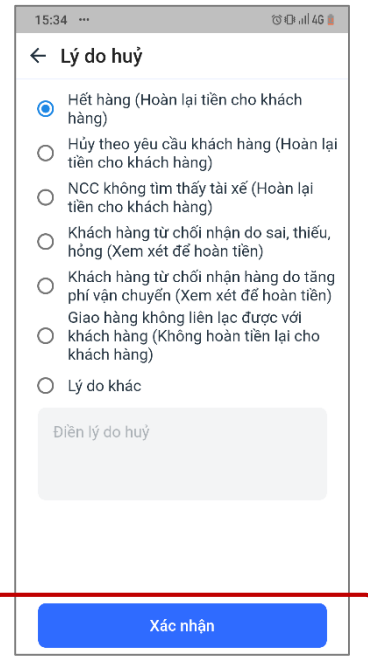 15:34 ...
4G
Lý do huỷ
Hết hàng (Hoàn lại tiền cho khách
hàng)
Hủy theo yêu cầu khách hàng (Hoàn lại
tiền cho khách hàng)
NCC không tìm thấy tài xế (Hoàn lại
tiền cho khách hàng)
Khách hàng từ chối nhận do sai, thiếu,
hỏng (Xem xét để hoàn tiền)
Khách hàng từ chối nhận hàng do tăng
phí vận chuyển (Xem xét để hoàn tiền)
Giao hàng không liên lạc được với
khách hàng (Không hoàn tiền lại cho
khách hàng)
Lý do khác
Điền lý do huỷ
Xác nhận